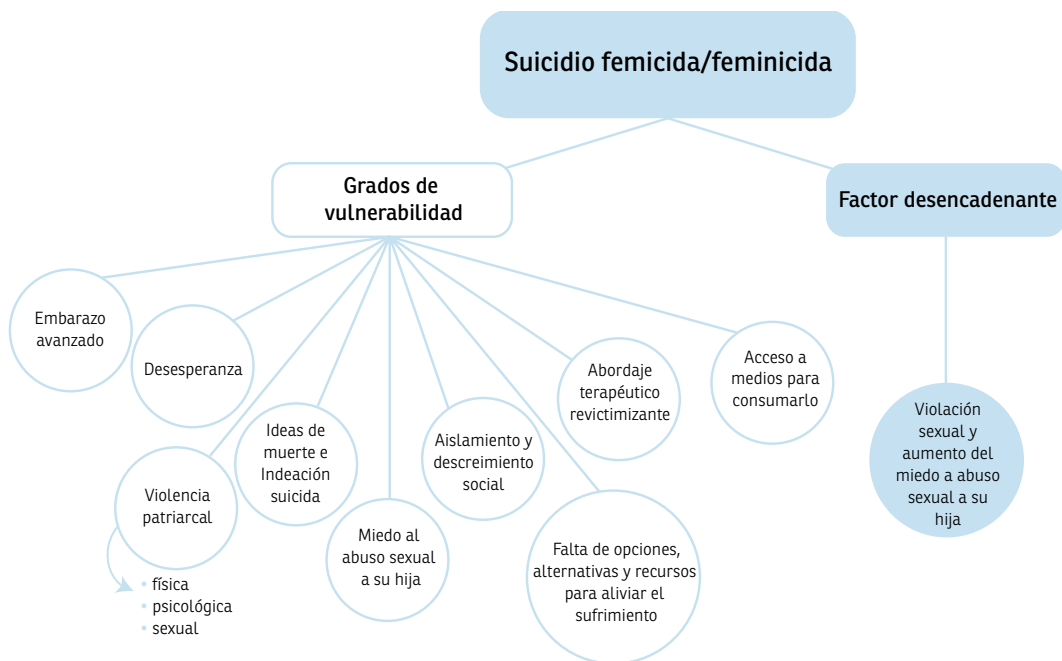 Suicidio femicida/feminicida
Grados de
vulnerabilidad
Factor desencadenante
Embarazo
avanzado
Desesperanza
Violencia
patriarcal
• física
• psicológica
• sexual
Ideas de
muerte e
Indeación
suicida
Miedo al
abuso sexual
a su hija
Aislamiento y
descreimiento
social
Falta de opciones,
alternativas y recursos
para aliviar el
sufrimiento
Abordaje
terapéutico
revictimizante
Acceso a
medios para
consumarlo
Violación
sexual y
aumento del
miedo a abuso
sexual a su
hija